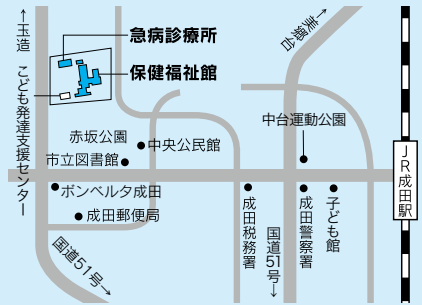 ←玉造
こども発達支援センター
急病診療所
保健福祉館
→美郷台
赤坂公園
中央公民館
市立図書館
中台運動公園
ボンベルタ成田
成田郵便局
国道51号→
成田税務署
国道51号→
成田警察署
子ども館
JR成田駅